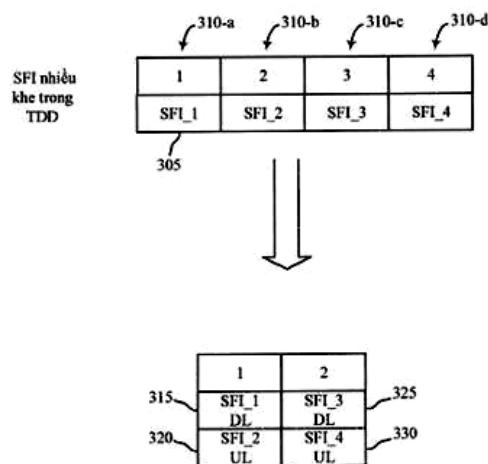 310-a 310-b 310-c 310-d
SFI nhiều
khe trong
TDD
1 2 3 4
SFI_1 SFI_2 SFI_3 SFI_4
305
1 2
315 SFI_1 DL SFI_3 DL 325
320 SFI_2 UL SFI_4 UL 330